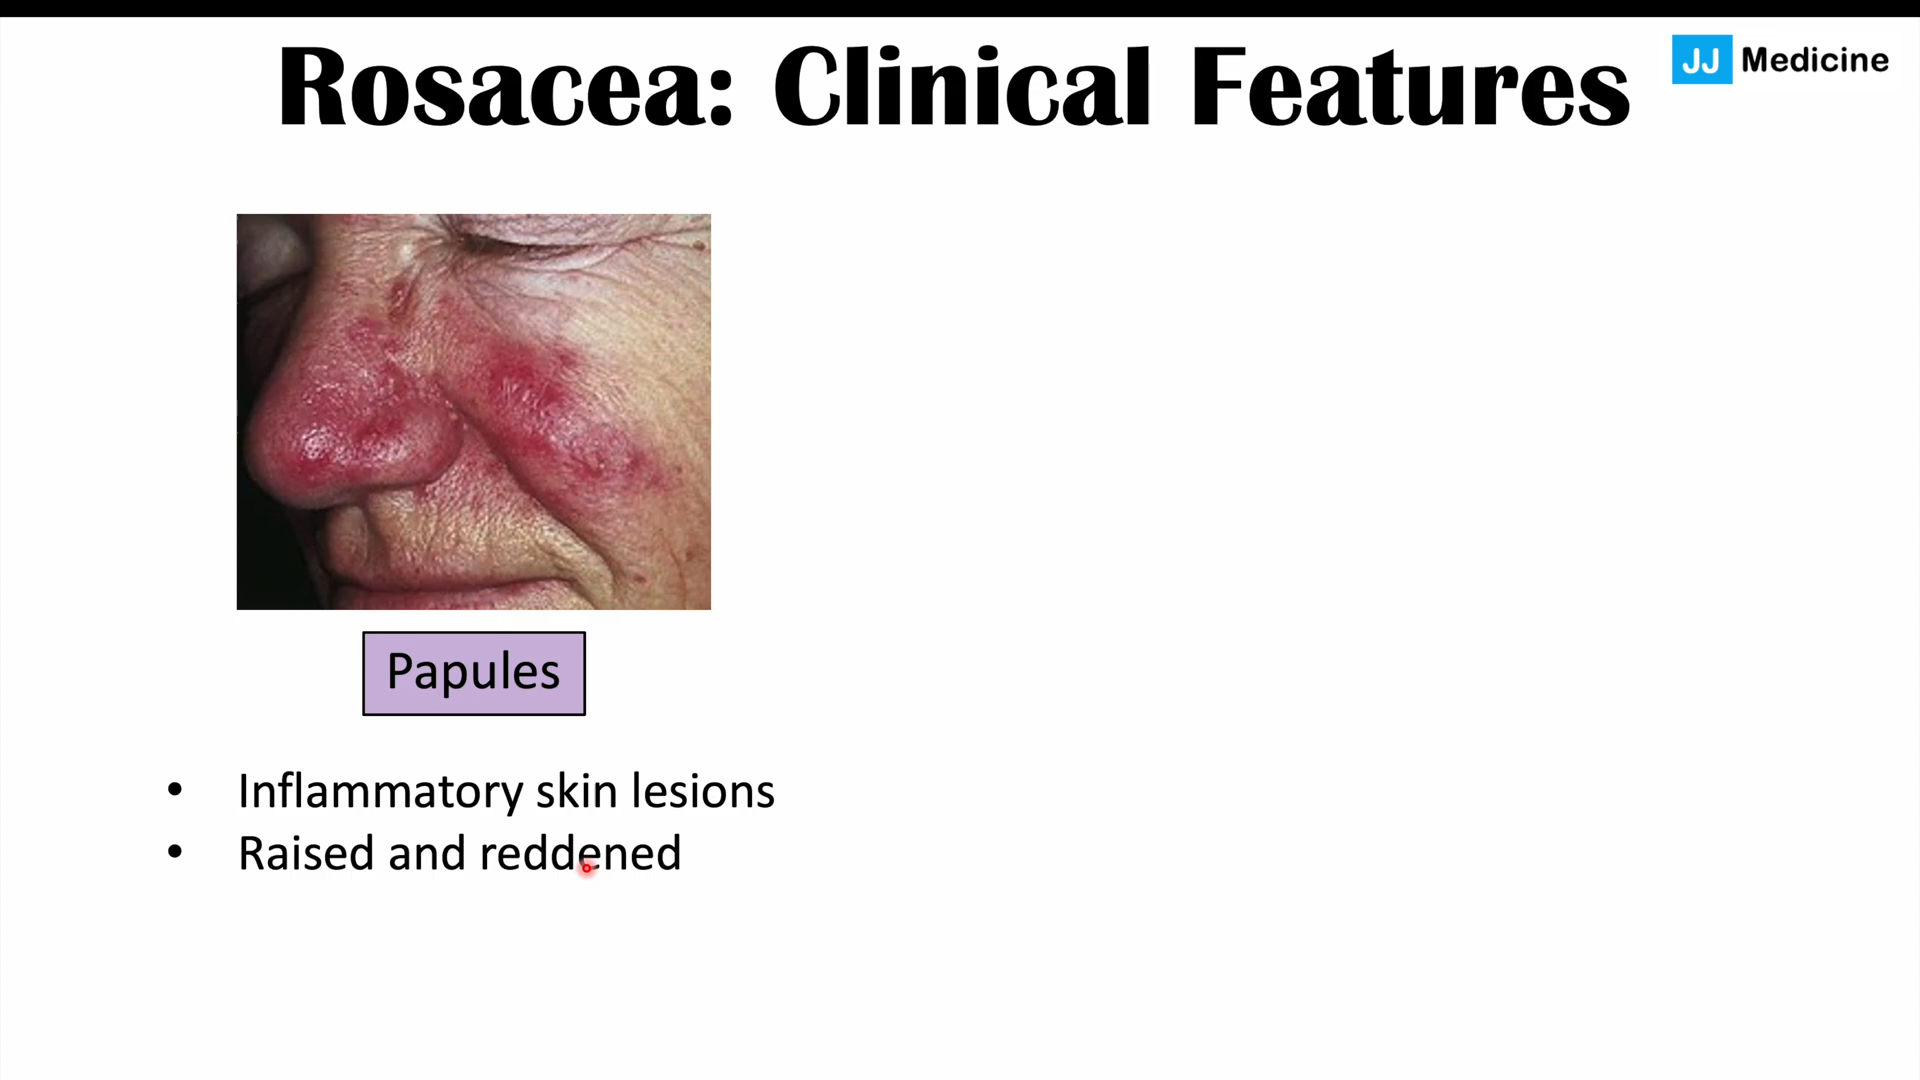 Rosacea: Clinical Features
JJ Medicine
Papules
• Inflammatory skin lesions
• Raised and reddened